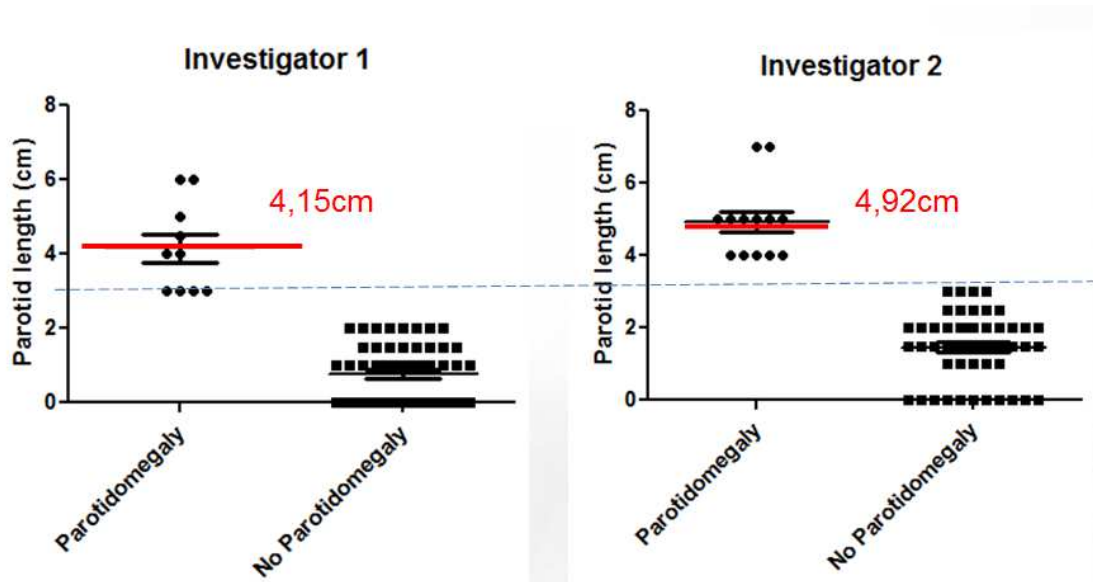 Investigator 1
Parotid length (cm)
8
6
4
2
0
4,15cm
Parotidomegaly
No Parotidomegaly
Investigator 2
Parotid length (cm)
8
6
4
2
0
4,92cm
Parotidomegaly
No Parotidomegaly